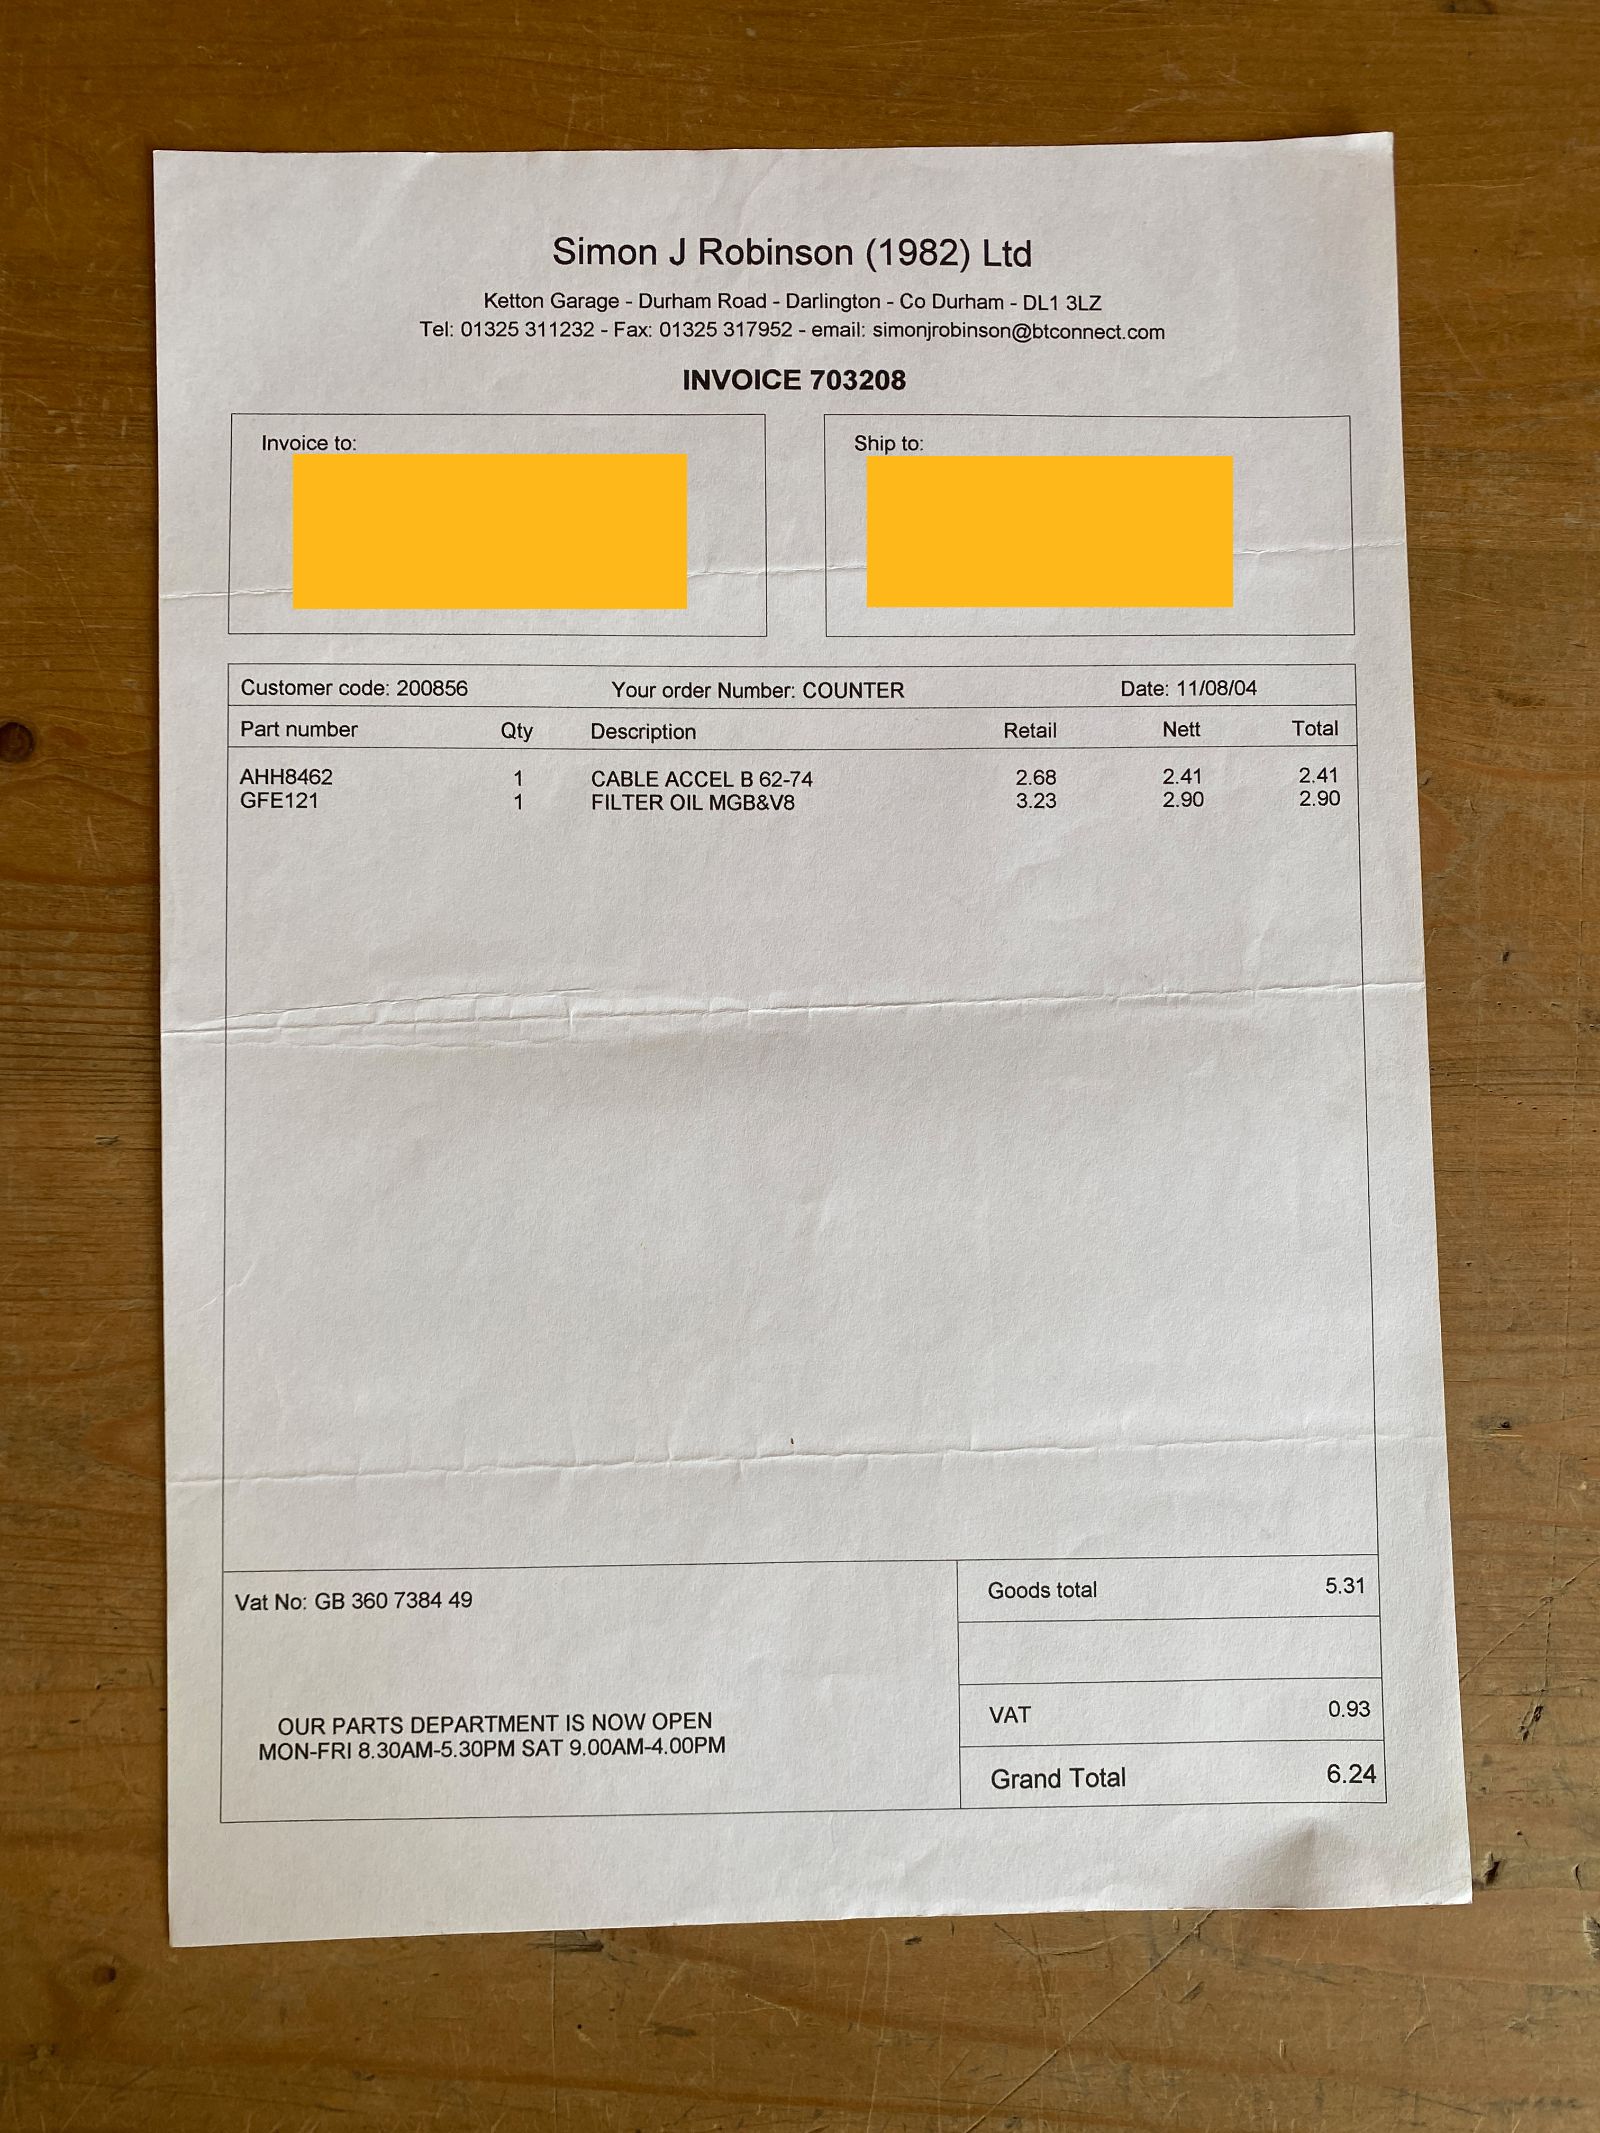 Simon J Robinson (1982) Ltd
Ketton Garage - Durham Road - Darlington - Co Durham - DL1 3LZ
Tel: 01325 311232 - Fax: 01325 317952 - email: simonjrobinson@btconnect.com
INVOICE 703208
Invoice to: Ship to:
Customer code: 200856 Your order Number: COUNTER Date: 11/08/04
Part number Qty Description Retail Nett Total
AHH8462 1 CABLE ACCEL B 62-74 2.68 2.41 2.41
GFE121 1 FILTER OIL MGB&V8 3.23 2.90 2.90
Vat No: GB 360 7384 49 Goods total 5.31
OUR PARTS DEPARTMENT IS NOW OPEN
MON-FRI 8.30AM-5.30PM SAT 9.00AM-4.00PM
VAT 0.93
Grand Total 6.24